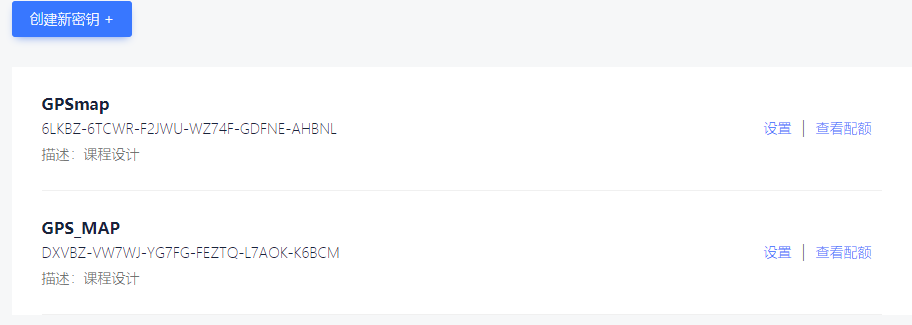 创建新密钥 +
GPSmap
6LKBZ-6TCWR-F2JWU-WZ74F-GDFNE-AHBNL
设置 | 查看配额
描述：课程设计
GPS_MAP
DXVBZ-VW7WJ-YG7FG-FEZTQ-L7AOK-K6BCM
设置 | 查看配额
描述：课程设计